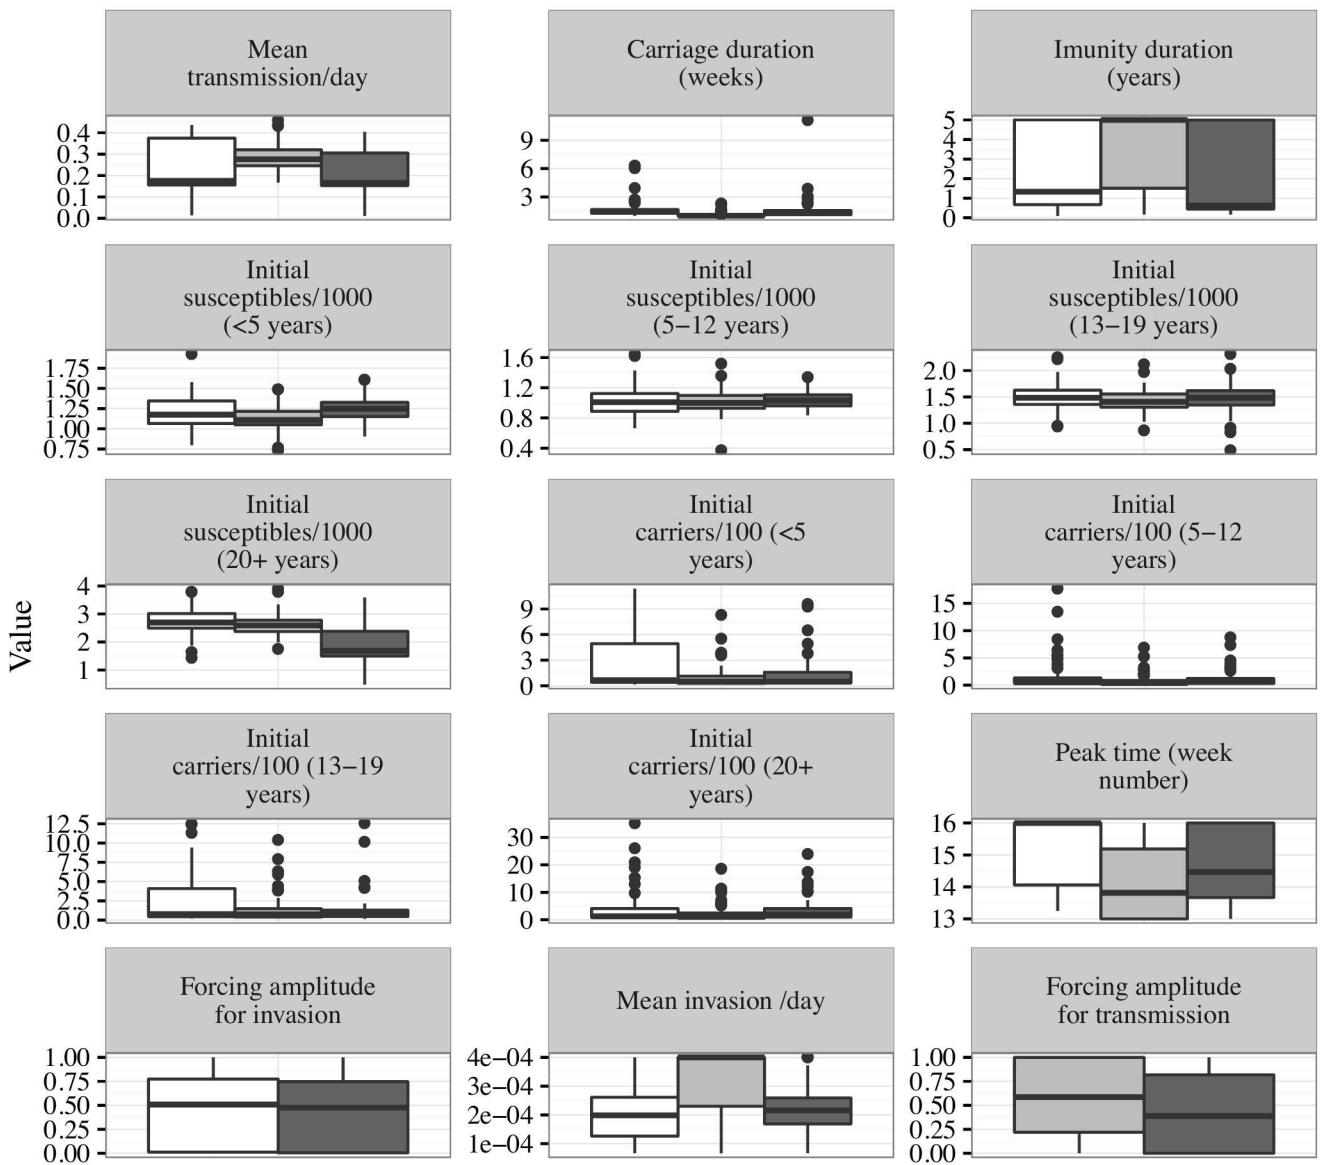 Mean
transmission/day
Carriage duration
(weeks)
Imunity duration
(years)
0.4
0.3
0.2
0.1
0.0
9
6
3
5
4
3
2
1
0
Initial
susceptibles/1000
(<5 years)
Initial
susceptibles/1000
(5−12 years)
Initial
susceptibles/1000
(13−19 years)
1.75
1.50
1.25
1.00
0.75
1.6
1.2
0.8
0.4
2.0
1.5
1.0
0.5
Initial
susceptibles/1000
(20+ years)
Initial
carriers/100 (<5
years)
Initial
carriers/100 (5−12
years)
4
3
2
1
9
6
3
0
15
10
5
0
Value
Initial
carriers/100 (13−19
years)
Initial
carriers/100 (20+
years)
Peak time (week
number)
12.5
10.0
7.5
5.0
2.5
0.0
30
20
10
0
16
15
14
13
Forcing amplitude
for invasion
Mean invasion /day
Forcing amplitude
for transmission
1.00
0.75
0.50
0.25
0.00
4e−04
3e−04
2e−04
1e−04
1.00
0.75
0.50
0.25
0.00